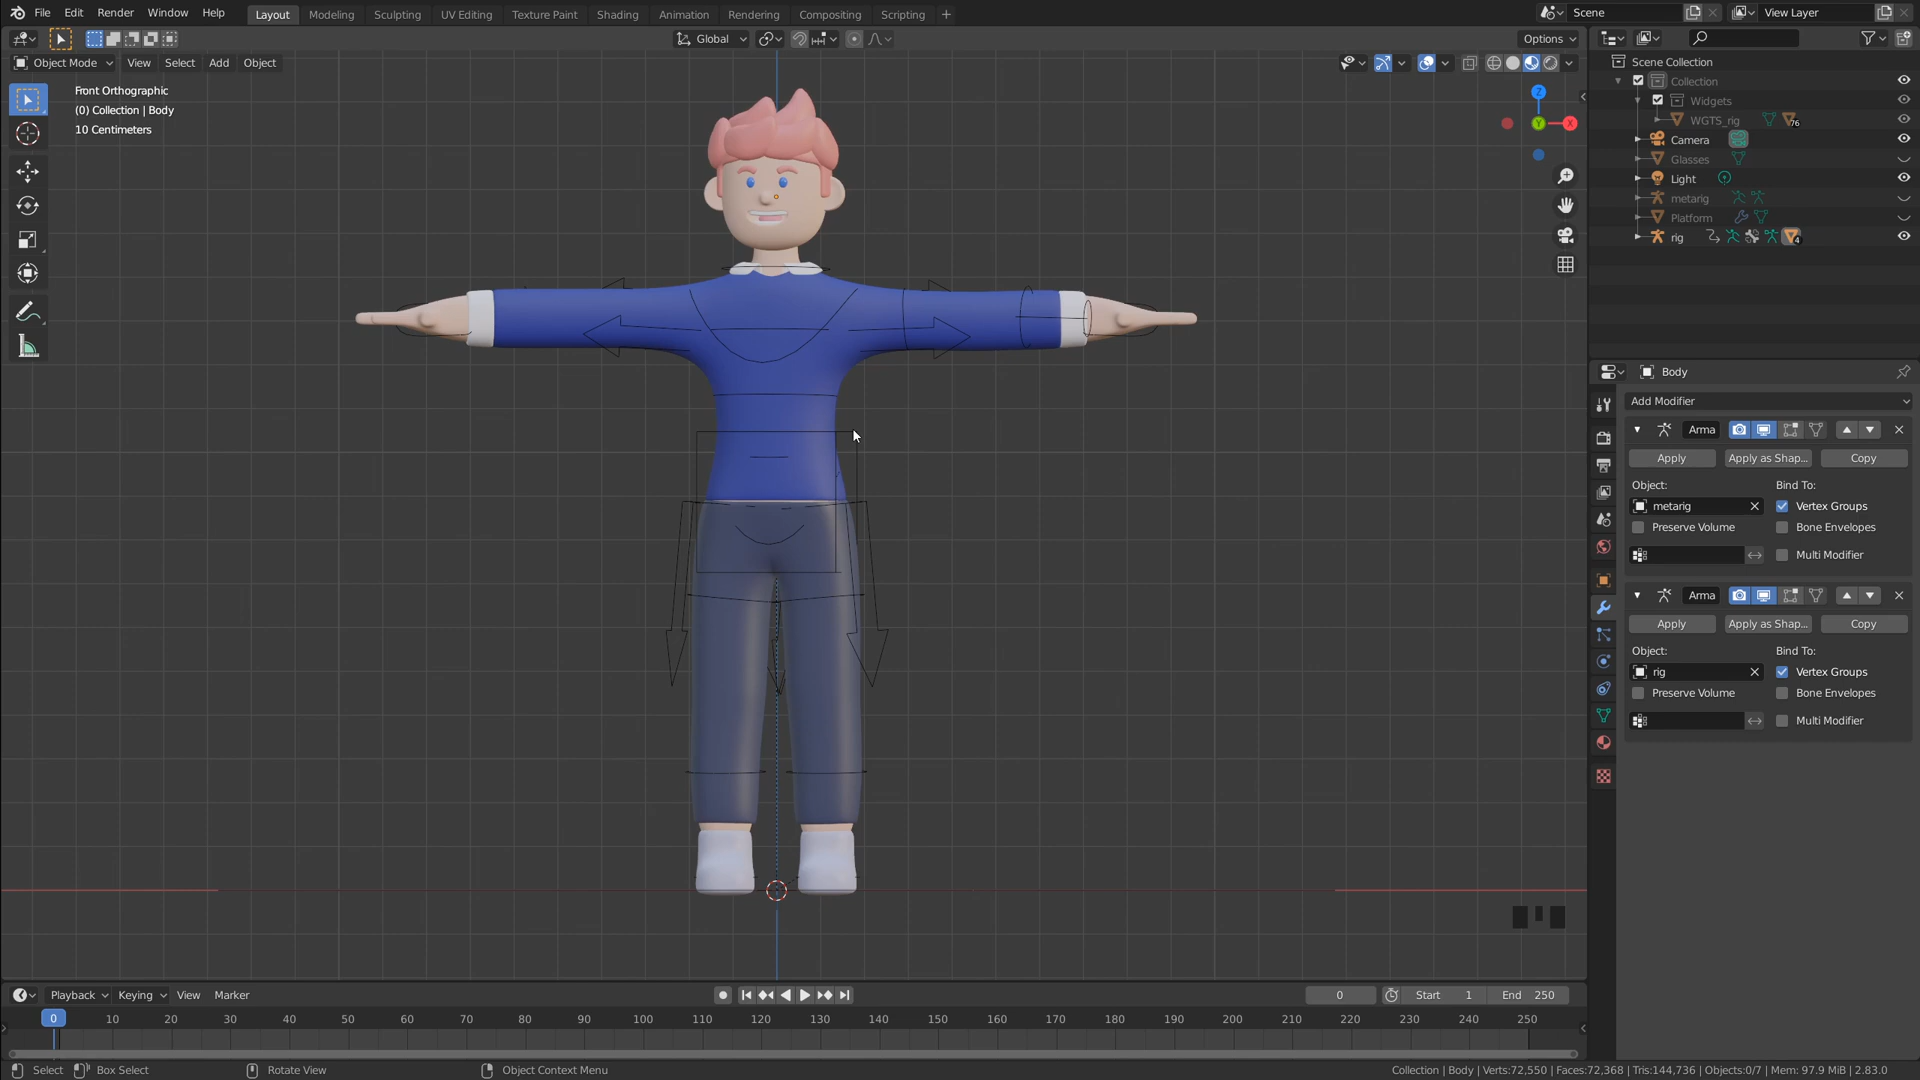 File Edit Render Window Help Layout Modeling Sculpting UV Editing Texture Paint Shading Animation Rendering Compositing Scripting + Scene View Layer
Global Options
Object Mode View Select Add Object
Front Orthographic
(0) Collection | Body
10 Centimeters
Z
Y
X
Scene Collection
Collection
Widgets
WGTS_rig 76
Camera
Glasses
Light
metarig
Platform
rig 4
Body
Add Modifier
Arma
Apply Apply as Shap... Copy
Object: Bind To:
metarig Vertex Groups
Preserve Volume Bone Envelopes
Multi Modifier
Arma
Apply Apply as Shap... Copy
Object: Bind To:
rig Vertex Groups
Preserve Volume Bone Envelopes
Multi Modifier
Playback Keying View Marker 0 Start 1 End 250
0 10 20 30 40 50 60 70 80 90 100 110 120 130 140 150 160 170 180 190 200 210 220 230 240 250
Select Box Select Rotate View Object Context Menu Collection | Body | Verts:72,550 | Faces:72,368 | Tris:144,736 | Objects:0/7 | Mem: 97.9 MiB | 2.83.0